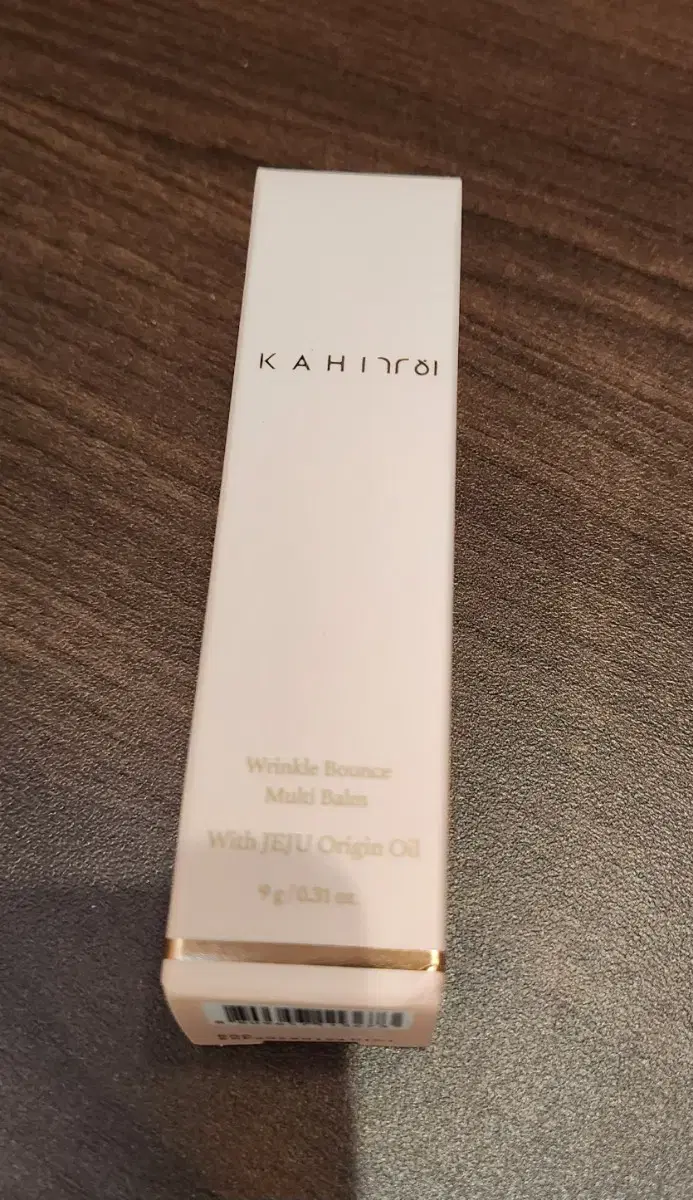 KAHI가히
Wrinkle Bounce
Multi Balm
With JEJU Origin Oil
9 g / 0.31 oz.